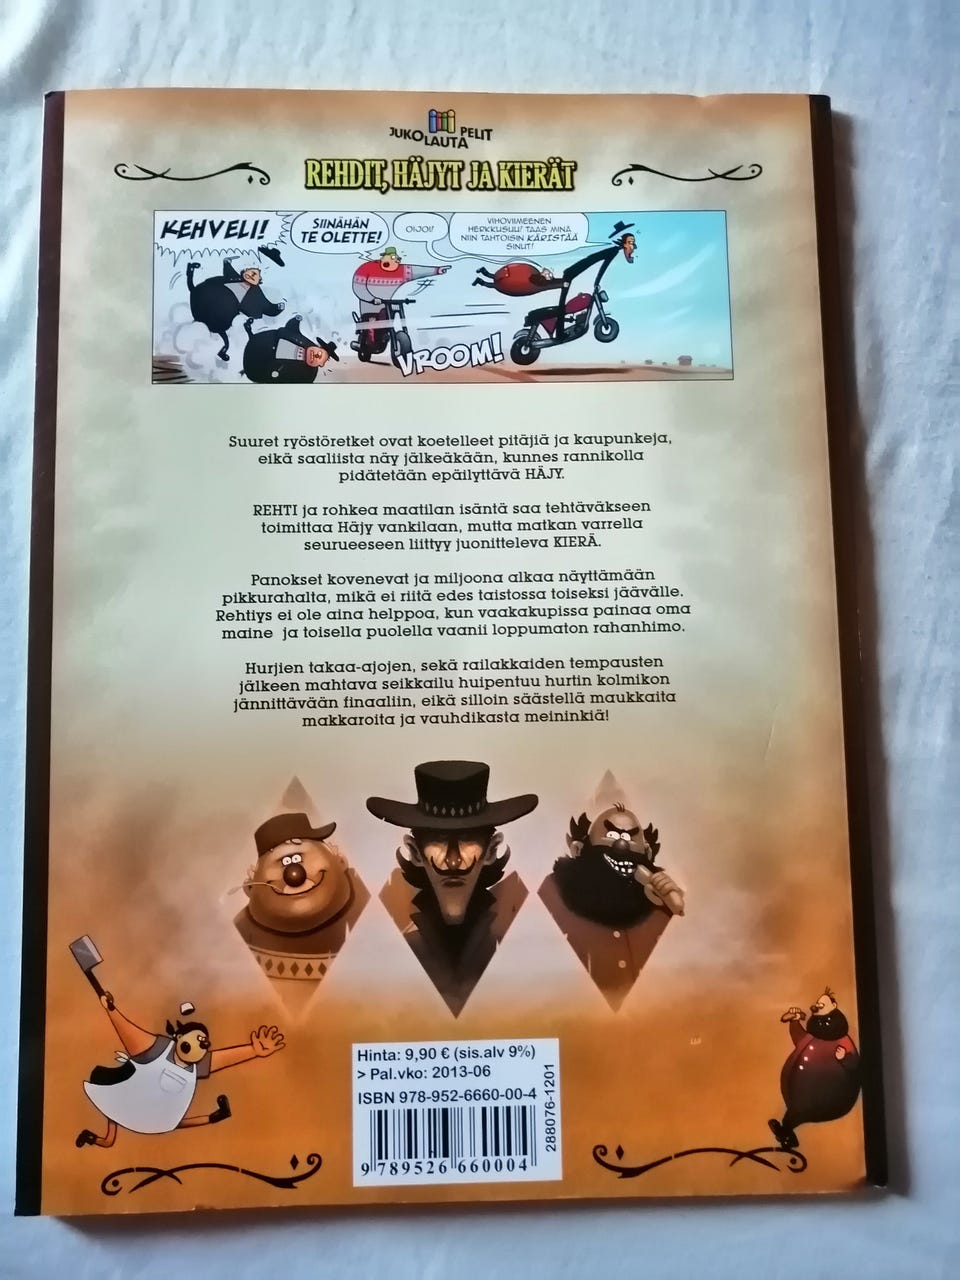 JUKO LAUTA PELIT
REHDIT, HÄJYT JA KIERÄT
KEHVELI!
SIINÄHÄN
TE OLETTE!
OIJOI!
VIHOVIIMEENEN
HERKKUSUU! TAAS MINÄ
NIIN TAHTOISIN KÄRISTÄÄ
SINUT!
VROOM!
Suuret ryöstöretket ovat koetelleet pitäjiä ja kaupunkeja,
eikä saaliista näy jälkeäkään, kunnes rannikolla
pidätetään epäilyttävä HÄJY.
REHTI ja rohkea maatilan isäntä saa tehtäväkseen
toimittaa Häjy vankilaan, mutta matkan varrella
seurueeseen liittyy juonitteleva KIERÄ.
Panokset kovenevat ja miljoona alkaa näyttämään
pikkurahalta, mikä ei riitä edes taistossa toiseksi jäävälle.
Rehtiys ei ole aina helppoa, kun vaakakupissa painaa oma
maine ja toisella puolella vaanii loppumaton rahanhimo.
Hurjien takaa-ajojen, sekä railakkaiden tempausten
jälkeen mahtava seikkailu huipentuu hurtin kolmikon
jännittävään finaaliin, eikä silloin säästellä maukkaita
makkaroita ja vauhdikasta meininkiä!
Hinta: 9,90 € (sis.alv 9%)
> Pal.vko: 2013-06
ISBN 978-952-6660-00-4
288076-1201
9 789526 660004